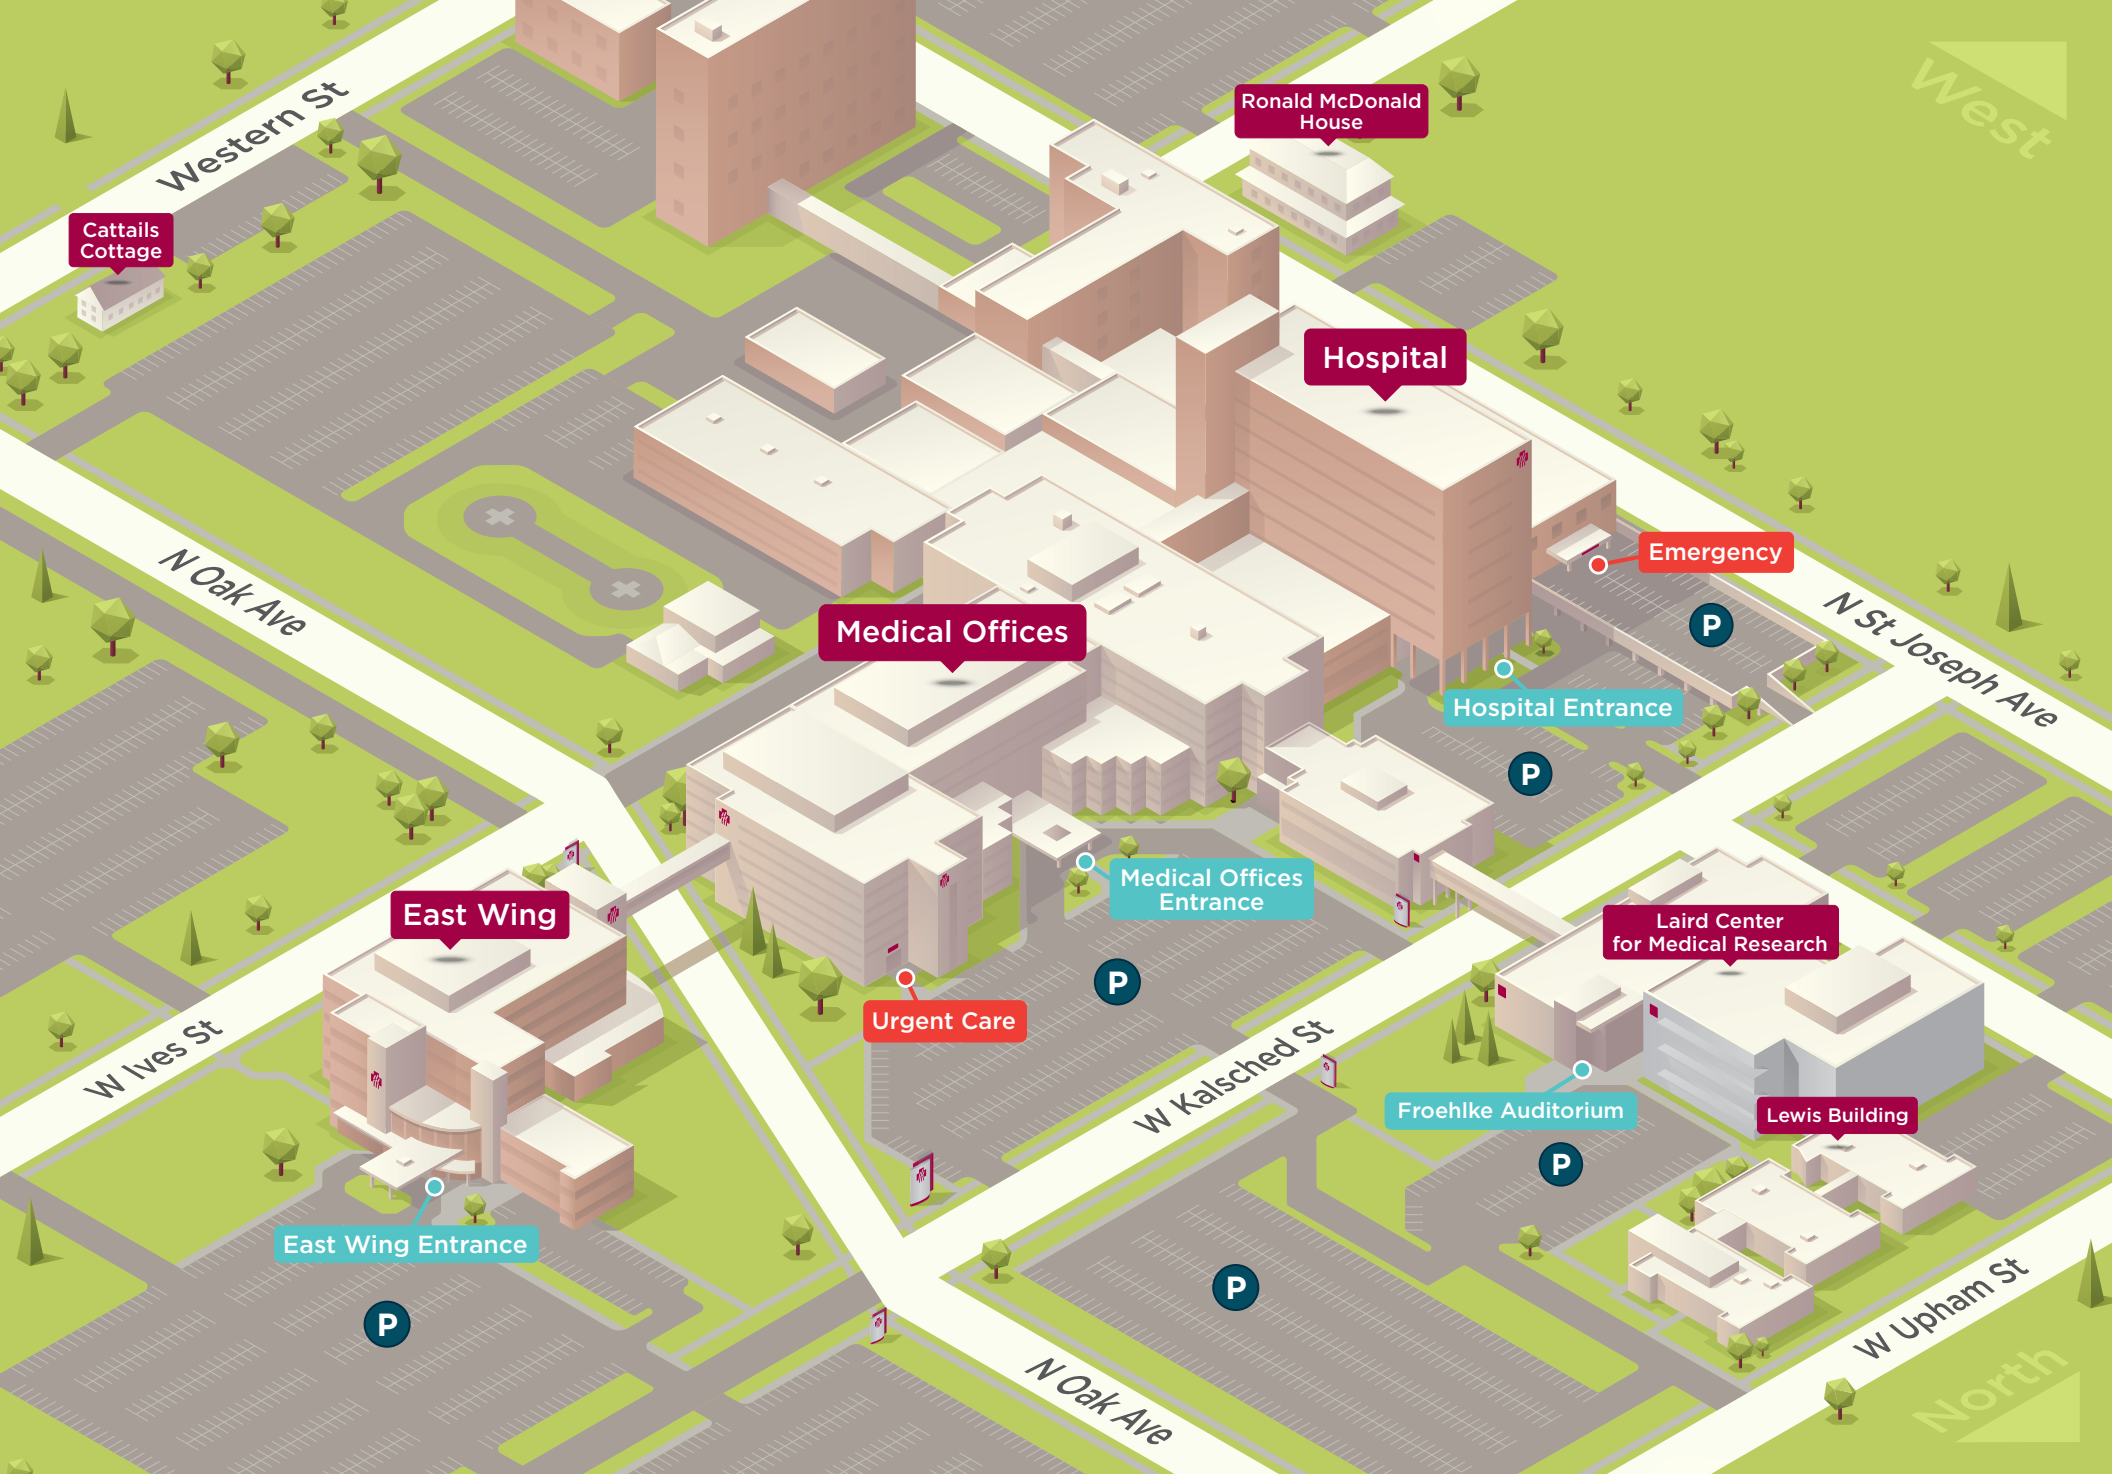 West
Ronald McDonald
House
Western St
Cattails
Cottage
Hospital
Emergency
P
N Oak Ave
N St Joseph Ave
Medical Offices
Hospital Entrance
P
Medical Offices
Entrance
East Wing
Laird Center
for Medical Research
P
Urgent Care
W Ives St
W Kalsched St
Froehlke Auditorium
Lewis Building
P
East Wing Entrance
P
P
W Upham St
N Oak Ave
North